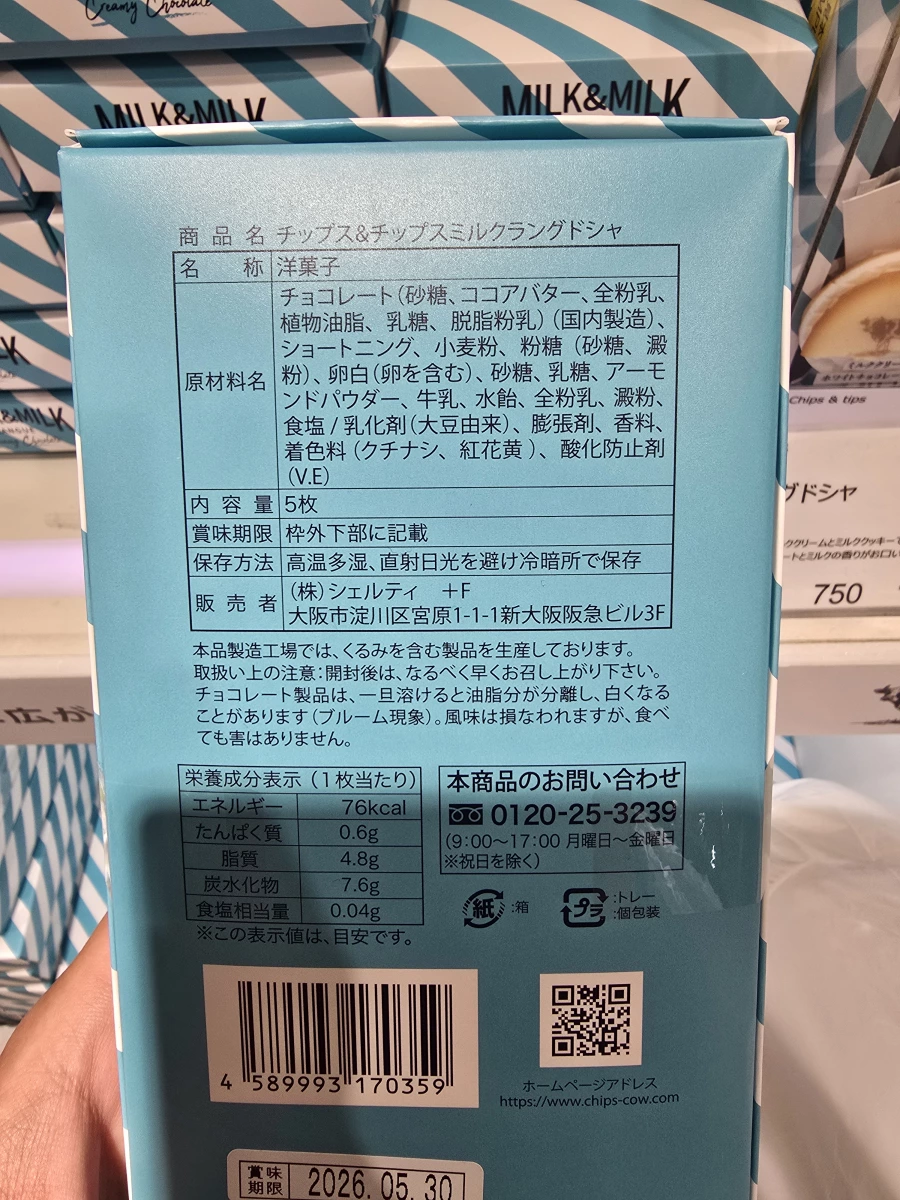 Creamy Chocolate
MILK&MILK
MILK&MILK
商品名 チップス&チップスミルクラングドシャ
名称 洋菓子
原材料名 チョコレート(砂糖、ココアバター、全粉乳、
植物油脂、乳糖、脱脂粉乳)(国内製造)、
ショートニング、小麦粉、粉糖(砂糖、澱
粉)、卵白(卵を含む)、砂糖、乳糖、アーモ
ンドパウダー、牛乳、水飴、全粉乳、澱粉、
食塩 / 乳化剤(大豆由来)、膨張剤、香料、
着色料(クチナシ、紅花黄)、酸化防止剤
(V.E)
内容量 5枚
賞味期限 枠外下部に記載
保存方法 高温多湿、直射日光を避け冷暗所で保存
販売者 (株)シェルティ +F
大阪市淀川区宮原1-1-1新大阪阪急ビル3F
本品製造工場では、くるみを含む製品を生産しております。
取扱い上の注意:開封後は、なるべく早くお召し上がり下さい。
チョコレート製品は、一旦溶けると油脂分が分離し、白くなる
ことがあります(ブルーム現象)。風味は損なわれますが、食べ
ても害はありません。
栄養成分表示(1枚当たり)
エネルギー 76kcal
たんぱく質 0.6g
脂質 4.8g
炭水化物 7.6g
食塩相当量 0.04g
※この表示値は、目安です。
本商品のお問い合わせ
0120-25-3239
(9:00〜17:00 月曜日〜金曜日
※祝日を除く)
紙 :箱
プラ :トレー
:個包装
4 589993 170359
ホームページアドレス
https://www.chips-cow.com
賞味
期限 2026.05.30
Chips & tips
グドシャ
750
広が